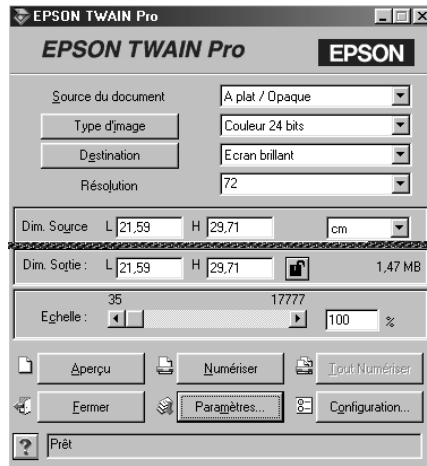 EPSON TWAIN Pro
EPSON TWAIN Pro EPSON
Source du document A plat / Opaque
Type d'image Couleur 24 bits
Destination Ecran brillant
Résolution 72
Dim. Source L 21,59 H 29,71 cm
Dim. Sortie : L 21,59 H 29,71 1,47 MB
35 17777
Echelle : 100 %
Aperçu Numériser Tout Numériser
Fermer Paramètres... Configuration...
? Prêt